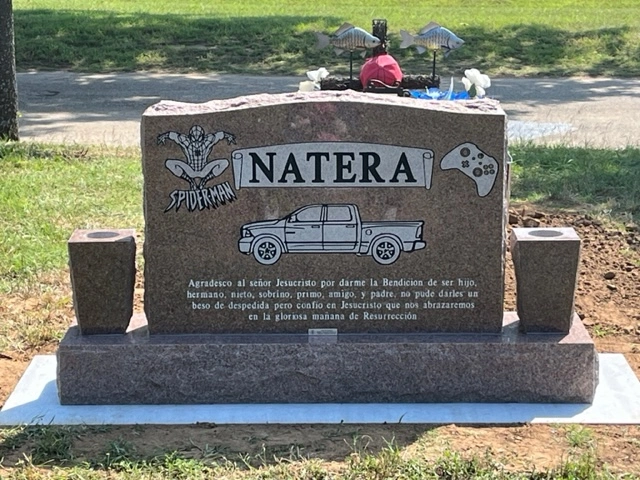 NATERA
SPIDERMAN
Agradesco al señor Jesucristo por darme la Bendicion de ser hijo,
hermano, nieto, sobrino, primo, amigo, y padre, no pude darles un
beso de despedida pero confio en Jesucristo que nos abrazaremos
en la gloriosa mañana de Resurrección